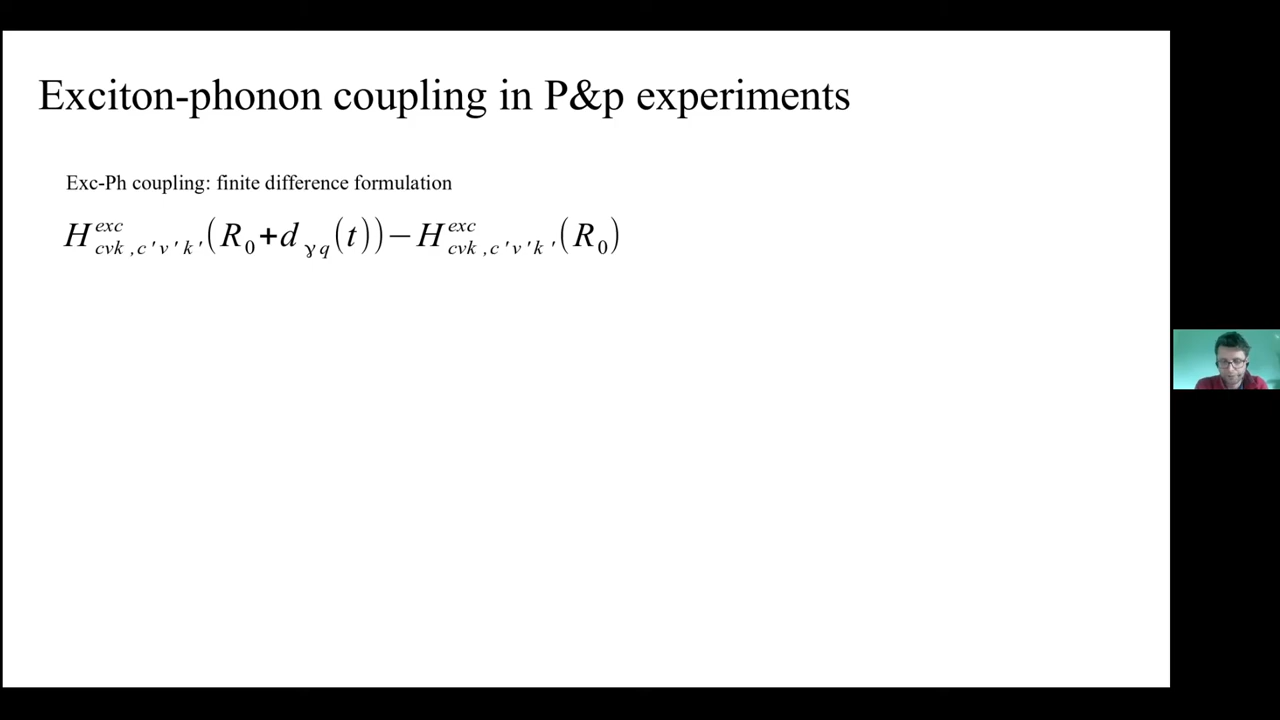 Exciton-phonon coupling in P&p experiments
Exc-Ph coupling: finite difference formulation
H^{exc}_{cvk,c'v'k'}(R_0+d_{γq}(t))−H^{exc}_{cvk,c'v'k'}(R_0)